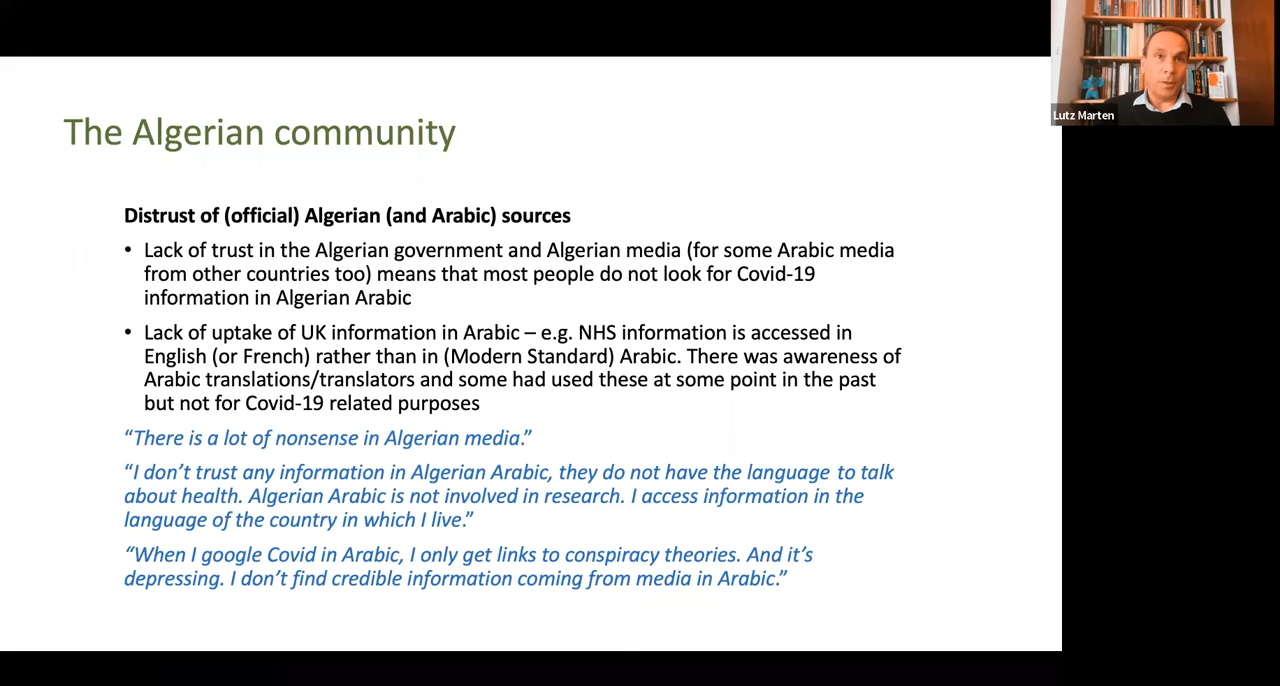 The Algerian community
Distrust of (official) Algerian (and Arabic) sources
• Lack of trust in the Algerian government and Algerian media (for some Arabic media
from other countries too) means that most people do not look for Covid-19
information in Algerian Arabic
• Lack of uptake of UK information in Arabic – e.g. NHS information is accessed in
English (or French) rather than in (Modern Standard) Arabic. There was awareness of
Arabic translations/translators and some had used these at some point in the past
but not for Covid-19 related purposes
“There is a lot of nonsense in Algerian media.”
“I don’t trust any information in Algerian Arabic, they do not have the language to talk
about health. Algerian Arabic is not involved in research. I access information in the
language of the country in which I live.”
“When I google Covid in Arabic, I only get links to conspiracy theories. And it’s
depressing. I don’t find credible information coming from media in Arabic.”
Lutz Marten